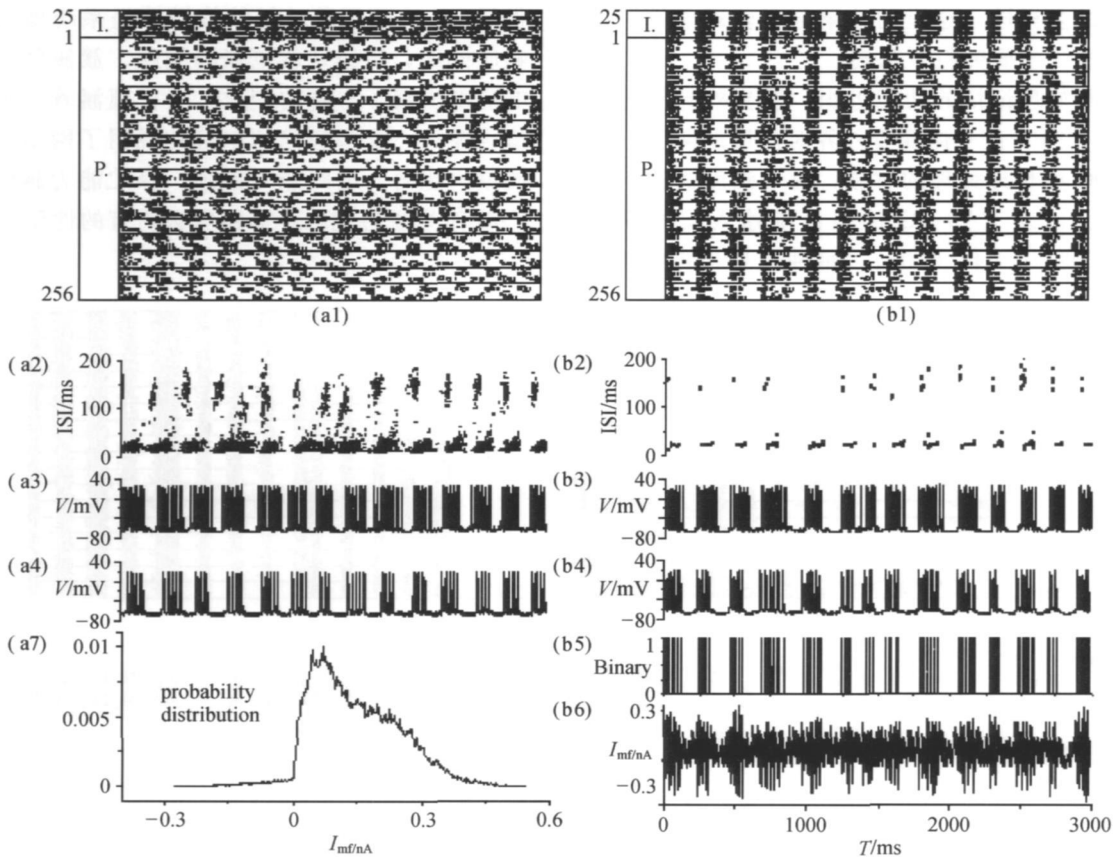 25
I.
1
P.
256
(a1)
25
I.
1
P.
256
(b1)
(a2)
200
100
0
ISI/ms
(a3)
40
V/mV
−80
(a4)
40
V/mV
−80
(a7)
0.01
0.005
0
probability
distribution
−0.3
0
0.3
0.6
I mf/nA
(b2)
200
100
0
ISI/ms
(b3)
40
V/mV
−80
(b4)
40
V/mV
−80
(b5)
1
Binary
0
(b6)
0.3
I mf/nA
−0.3
0
1000
2000
3000
T/ms